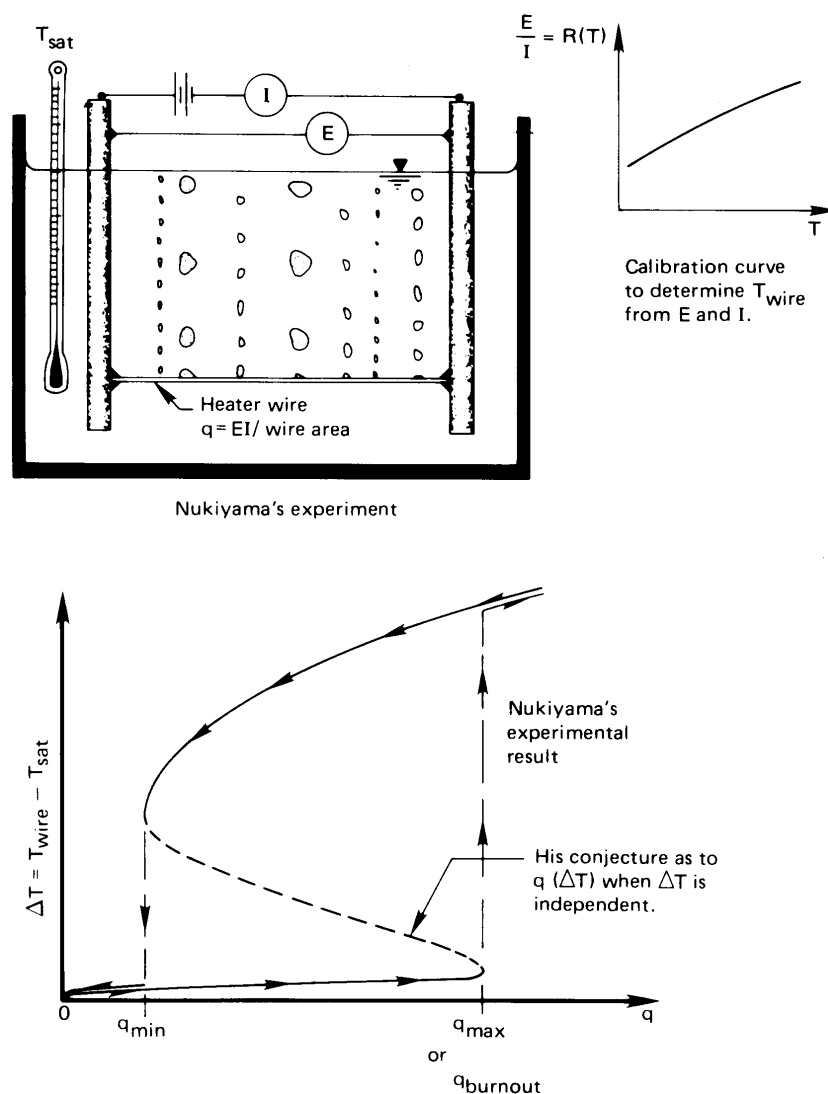 T_sat
I
E
Heater wire
q = EI / wire area
Nukiyama's experiment
E/I = R(T)
T
Calibration curve
to determine T_wire
from E and I.
ΔT = T_wire − T_sat
Nukiyama's
experimental
result
His conjecture as to
q (ΔT) when ΔT is
independent.
0
q_min
q_max
q
or
q_burnout